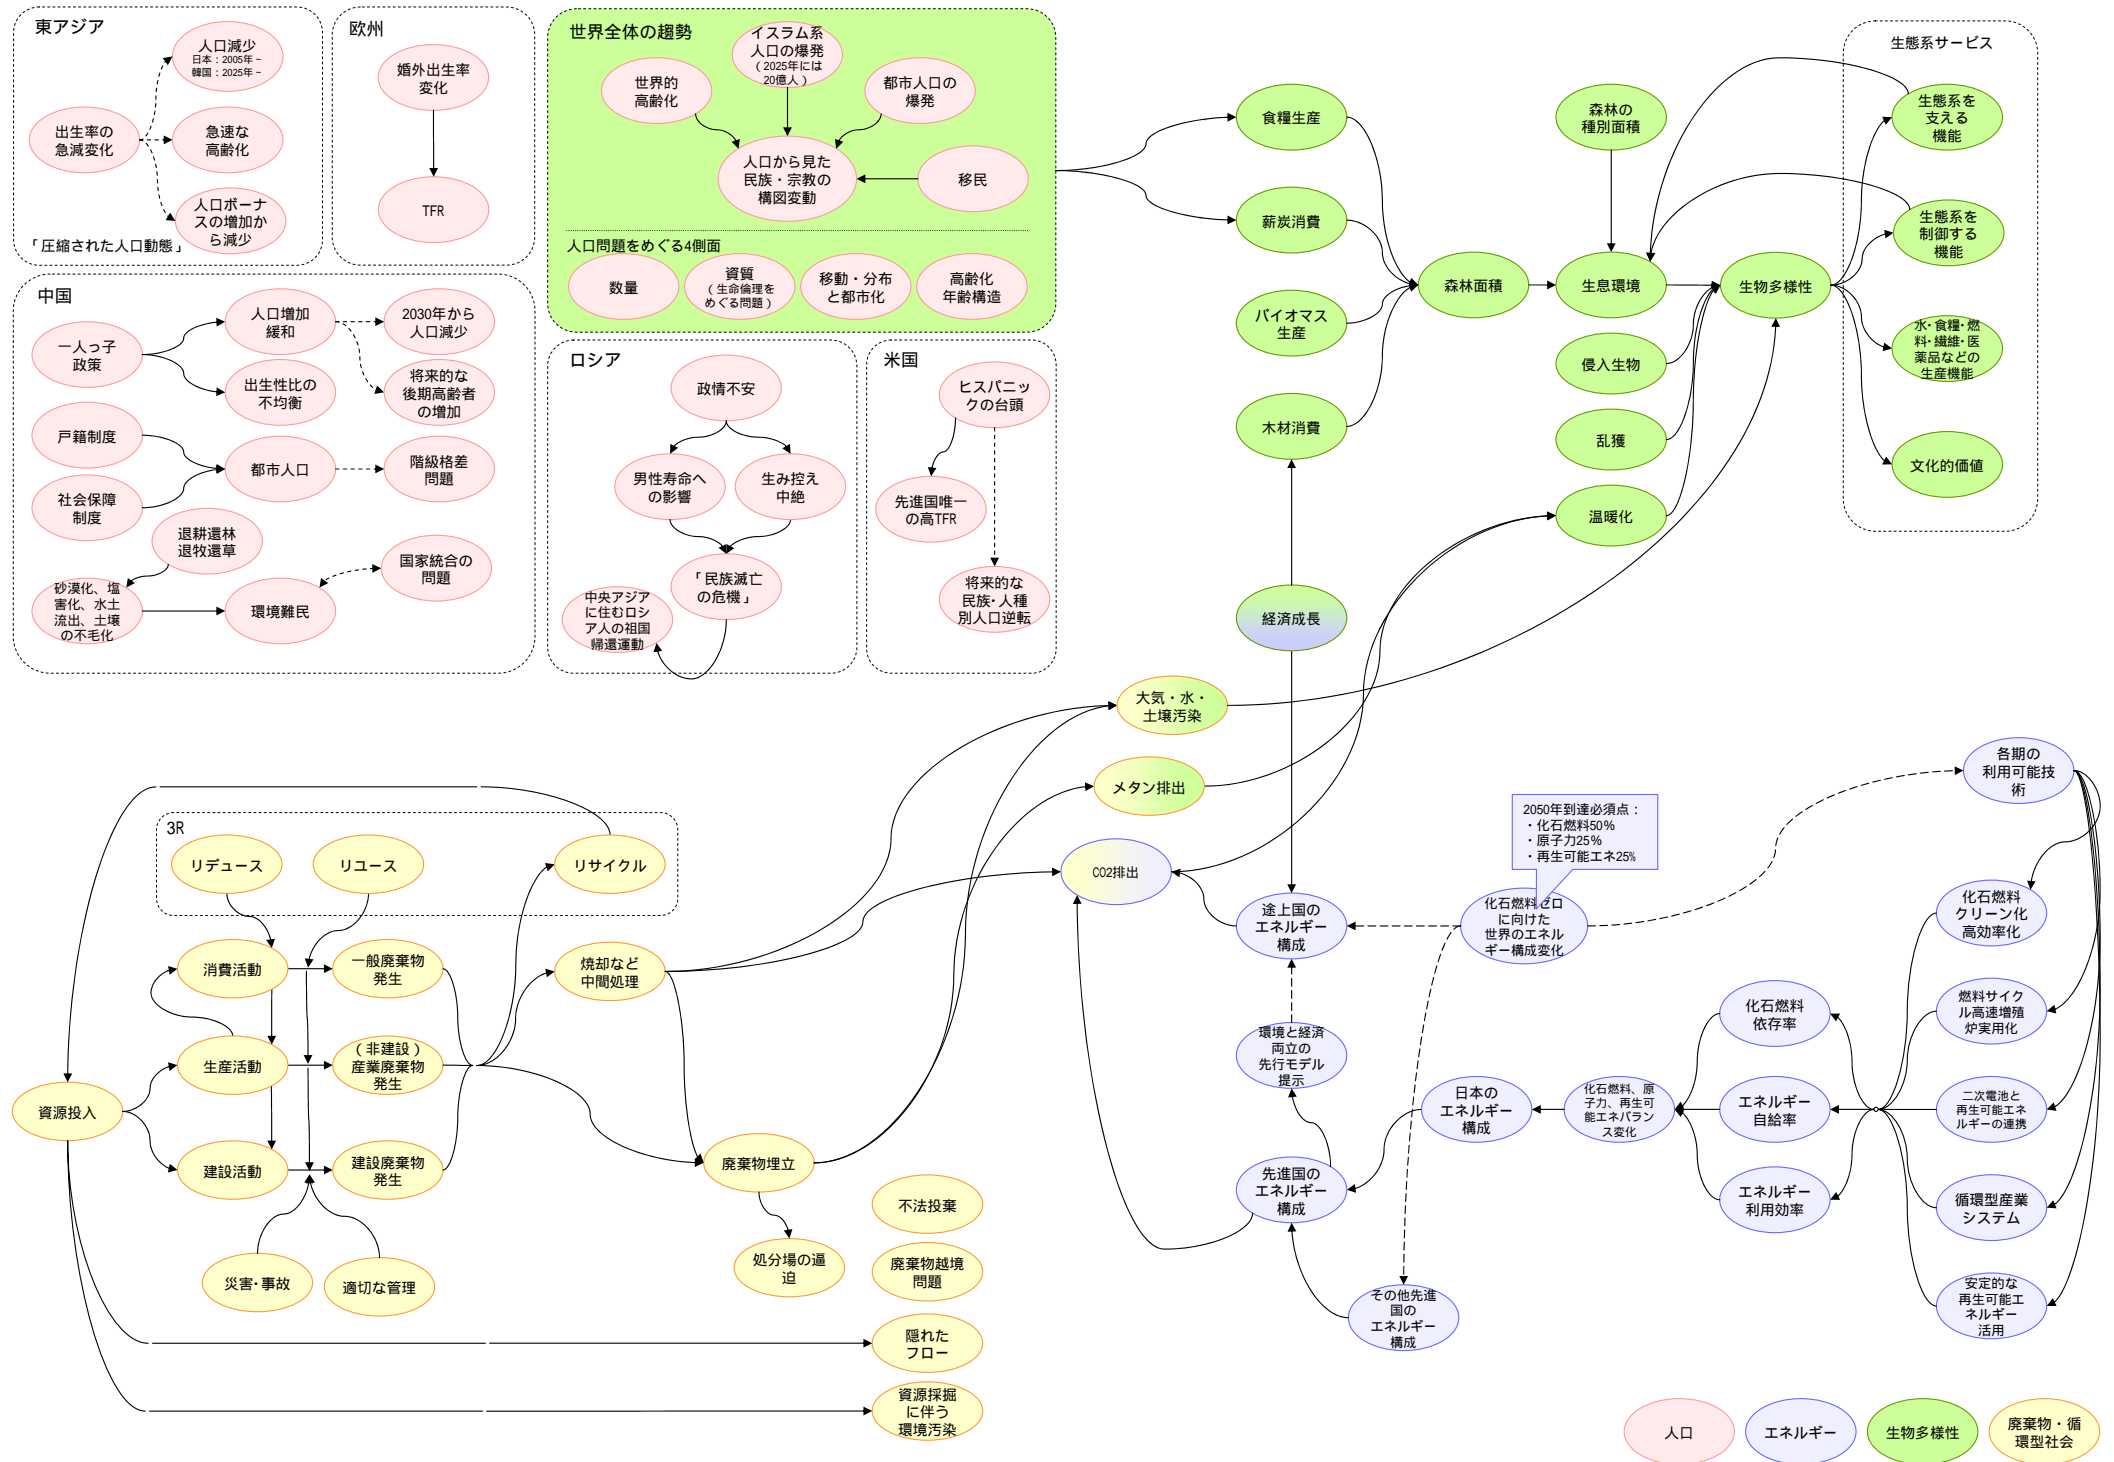 東アジア
人口減少
日本：2005年～
韓国：2025年～
出生率の
急減変化
急速な
高齢化
人口ボーナ
スの増加か
ら減少
「圧縮された人口動態」
欧州
婚外出生率
変化
TFR
世界全体の趨勢
イスラム系
人口の爆発
（2025年には
20億人）
世界的
高齢化
都市人口の
爆発
人口から見た
民族・宗教の
構図変動
移民
人口問題をめぐる4側面
数量
資質
（生命倫理を
めぐる問題）
移動・分布
と都市化
高齢化
年齢構造
中国
一人っ子
政策
人口増加
緩和
2030年から
人口減少
出生性比の
不均衡
将来的な
後期高齢者
の増加
戸籍制度
都市人口
階級格差
問題
社会保障
制度
退耕還林
退牧還草
砂漠化、塩
害化、水土
流出、土壌
の不毛化
環境難民
国家統合の
問題
ロシア
政情不安
男性寿命へ
の影響
生み控え
中絶
「民族滅亡
の危機」
中央アジア
に住むロシ
ア人の祖国
帰還運動
米国
ヒスパニッ
クの台頭
先進国唯一
の高TFR
将来的な
民族・人種
別人口逆転
食糧生産
薪炭消費
バイオマス
生産
木材消費
森林面積
森林の
種別面積
生息環境
侵入生物
乱獲
温暖化
生物多様性
生態系サービス
生態系を
支える
機能
生態系を
制御する
機能
水・食糧・燃
料・繊維・医
薬品などの
生産機能
文化的価値
経済成長
大気・水・
土壌汚染
メタン排出
CO2排出
3R
リデュース
リユース
リサイクル
消費活動
一般廃棄物
発生
焼却など
中間処理
生産活動
（非建設）
産業廃棄物
発生
資源投入
建設活動
建設廃棄物
発生
廃棄物埋立
災害・事故
適切な管理
処分場の逼
迫
不法投棄
廃棄物越境
問題
隠れた
フロー
資源採掘
に伴う
環境汚染
2050年到達必須点：
・化石燃料50％
・原子力25％
・再生可能エネ25％
化石燃料ゼロ
に向けた
世界のエネル
ギー構成変化
途上国の
エネルギー
構成
環境と経済
両立の
先行モデル
提示
先進国の
エネルギー
構成
日本の
エネルギー
構成
その他先進
国の
エネルギー
構成
化石燃料、原
子力、再生可
能エネバラン
ス変化
化石燃料
依存率
エネルギー
自給率
エネルギー
利用効率
各期の
利用可能技
術
化石燃料
クリーン化
高効率化
燃料サイク
ル高速増殖
炉実用化
二次電池と
再生可能エネ
ルギーの連携
循環型産業
システム
安定的な
再生可能エ
ネルギー
活用
人口
エネルギー
生物多様性
廃棄物・循
環型社会